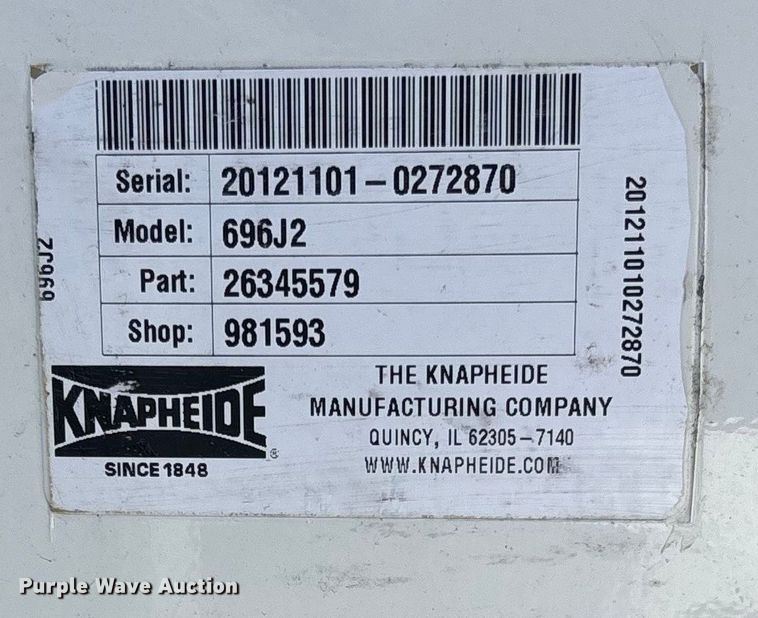 Serial: 20121101-0272870
Model: 696J2
Part: 26345579
Shop: 981593
696J2
201211010272870
KNAPHEIDE®
SINCE 1848
THE KNAPHEIDE
MANUFACTURING COMPANY
QUINCY, IL 62305-7140
WWW.KNAPHEIDE.COM
Purple Wave Auction